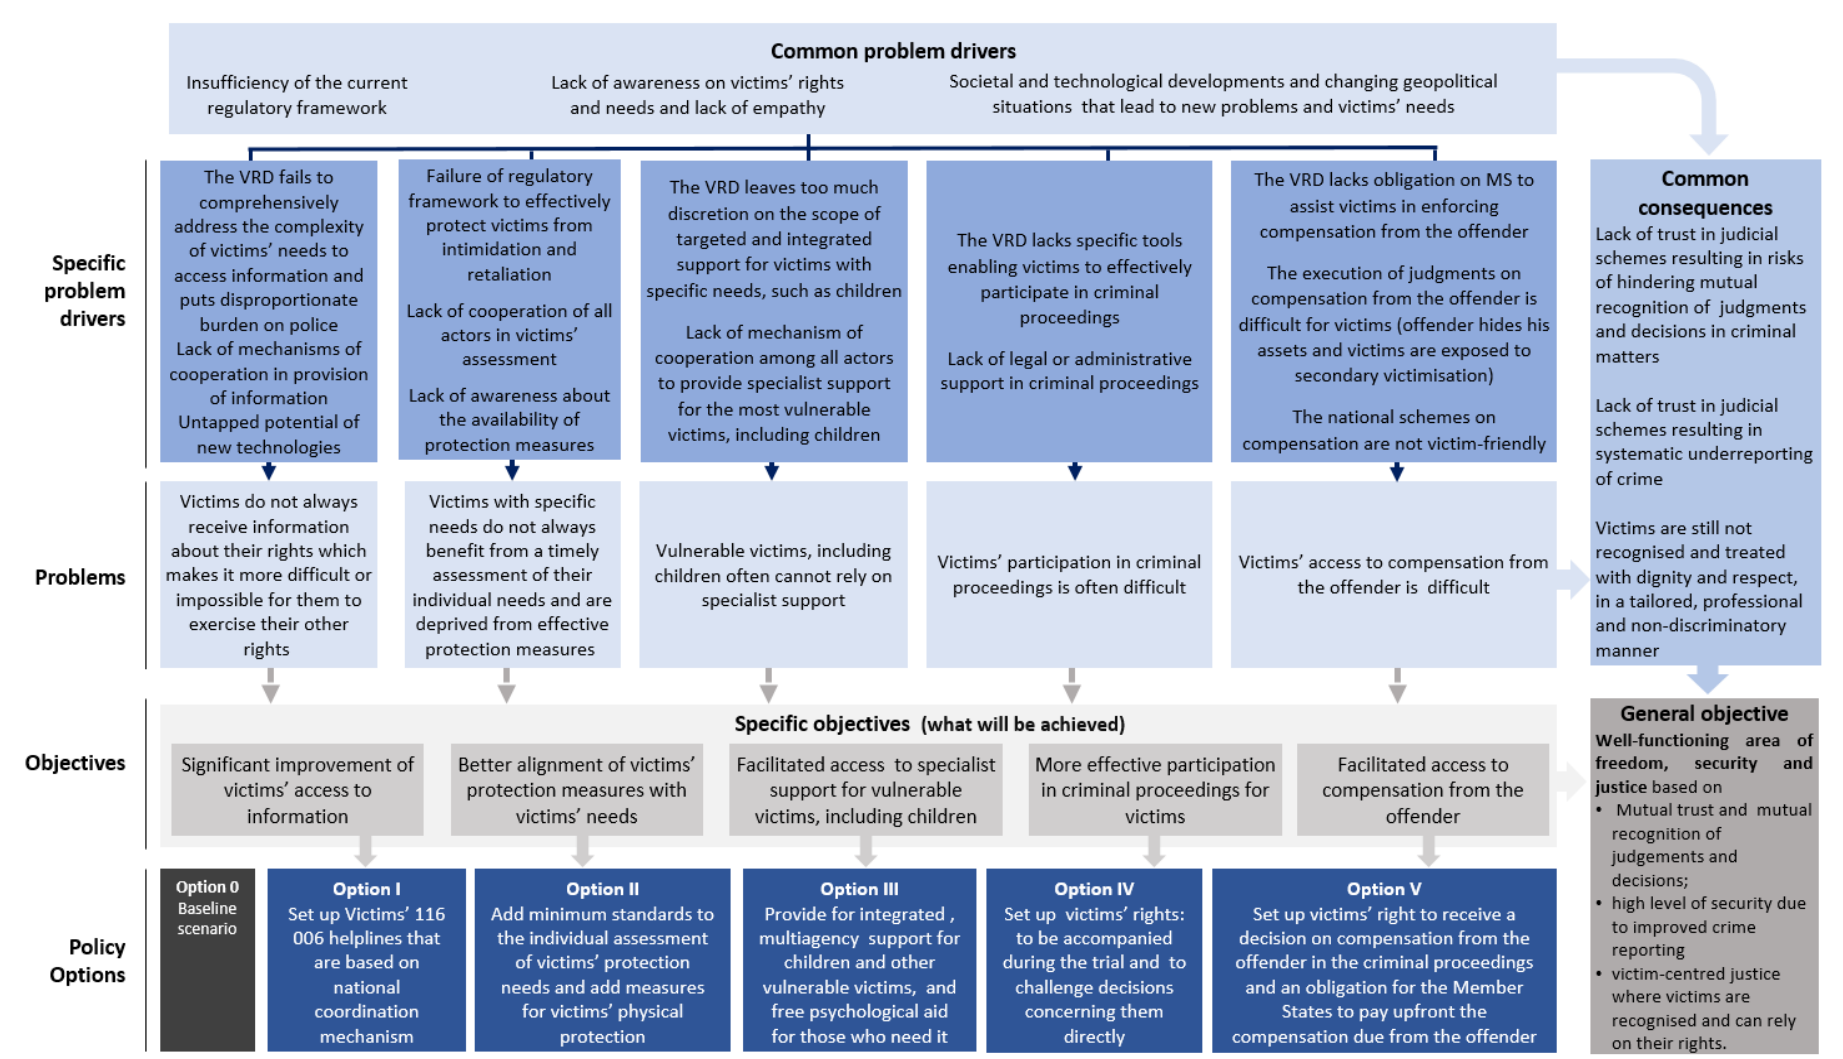 Common problem drivers
Insufficiency of the current
regulatory framework
Lack of awareness on victims’ rights
and needs and lack of empathy
Societal and technological developments and changing geopolitical
situations that lead to new problems and victims’ needs
Specific
problem
drivers
The VRD fails to
comprehensively
address the complexity
of victims’ needs to
access information and
puts disproportionate
burden on police
Lack of mechanisms of
cooperation in provision
of information
Untapped potential of
new technologies
Failure of regulatory
framework to effectively
protect victims from
intimidation and
retaliation
Lack of cooperation of all
actors in victims’
assessment
Lack of awareness about
the availability of
protection measures
The VRD leaves too much
discretion on the scope of
targeted and integrated
support for victims with
specific needs, such as children
Lack of mechanism of
cooperation among all actors
to provide specialist support
for the most vulnerable
victims, including children
The VRD lacks specific tools
enabling victims to effectively
participate in criminal
proceedings
Lack of legal or administrative
support in criminal proceedings
The VRD lacks obligation on MS to
assist victims in enforcing
compensation from the offender
The execution of judgments on
compensation from the offender is
difficult for victims (offender hides his
assets and victims are exposed to
secondary victimisation)
The national schemes on
compensation are not victim-friendly
Common
consequences
Lack of trust in judicial
schemes resulting in risks
of hindering mutual
recognition of judgments
and decisions in criminal
matters
Lack of trust in judicial
schemes resulting in
systematic underreporting
of crime
Victims are still not
recognised and treated
with dignity and respect,
in a tailored, professional
and non-discriminatory
manner
Problems
Victims do not always
receive information
about their rights which
makes it more difficult or
impossible for them to
exercise their other
rights
Victims with specific
needs do not always
benefit from a timely
assessment of their
individual needs and are
deprived from effective
protection measures
Vulnerable victims, including
children often cannot rely on
specialist support
Victims’ participation in criminal
proceedings is often difficult
Victims’ access to compensation from
the offender is difficult
Objectives
Specific objectives (what will be achieved)
Significant improvement of
victims’ access to
information
Better alignment of victims’
protection measures with
victims’ needs
Facilitated access to specialist
support for vulnerable
victims, including children
More effective participation
in criminal proceedings for
victims
Facilitated access to
compensation from the
offender
General objective
Well-functioning area of
freedom, security and
justice based on
• Mutual trust and mutual
recognition of
judgements and
decisions;
• high level of security due
to improved crime
reporting
• victim-centred justice
where victims are
recognised and can rely
on their rights.
Policy
Options
Option 0
Baseline
scenario
Option I
Set up Victims’ 116
006 helplines that
are based on
national
coordination
mechanism
Option II
Add minimum standards to
the individual assessment
of victims’ protection
needs and add measures
for victims’ physical
protection
Option III
Provide for integrated ,
multiagency support for
children and other
vulnerable victims, and
free psychological aid
for those who need it
Option IV
Set up victims’ rights:
to be accompanied
during the trial and to
challenge decisions
concerning them
directly
Option V
Set up victims’ right to receive a
decision on compensation from the
offender in the criminal proceedings
and an obligation for the Member
States to pay upfront the
compensation due from the offender